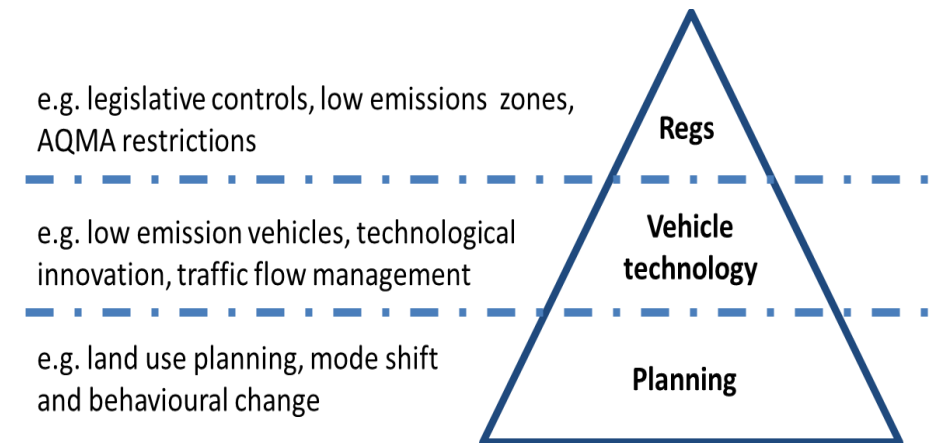 e.g. legislative controls, low emissions zones,
AQMA restrictions
Regs
e.g. low emission vehicles, technological
innovation, traffic flow management
Vehicle
technology
e.g. land use planning, mode shift
and behavioural change
Planning